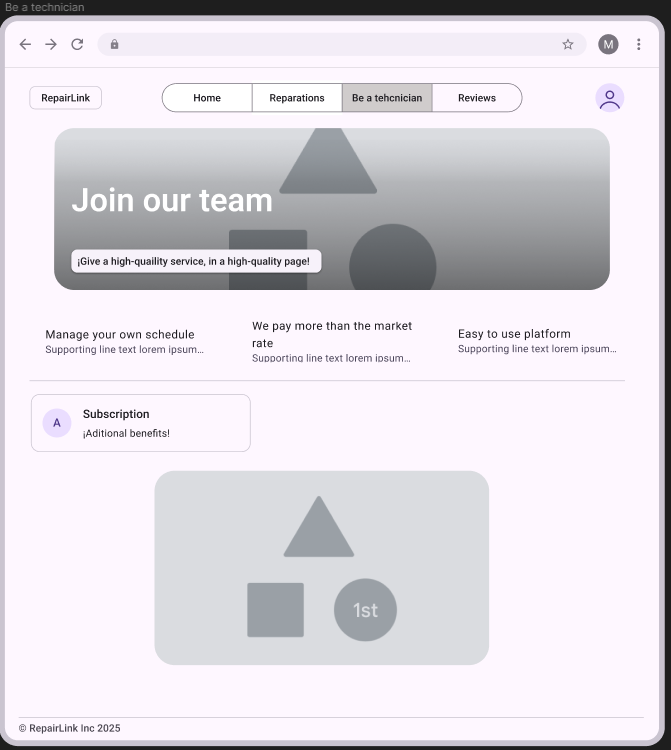 Be a technician
M
RepairLink
Home
Reparations
Be a tehcnician
Reviews
Join our team
¡Give a high-quaility service, in a high-quality page!
Manage your own schedule
Supporting line text lorem ipsum...
We pay more than the market
rate
Supporting line text lorem ipsum...
Easy to use platform
Supporting line text lorem ipsum...
A
Subscription
¡Aditional benefits!
1st
© RepairLink Inc 2025